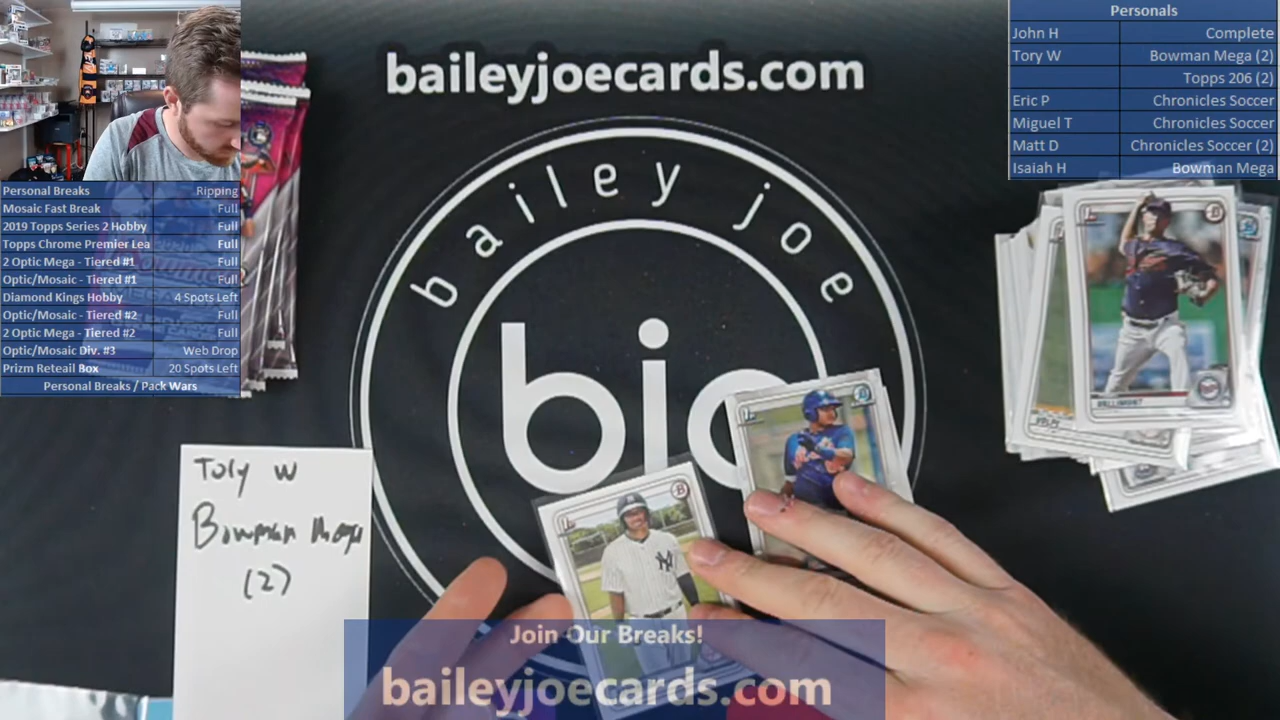 baileyjoecards.com
bailey joe
bjc
Personals
John H Complete
Tory W Bowman Mega (2)
Topps 206 (2)
Eric P Chronicles Soccer
Miguel T Chronicles Soccer
Matt D Chronicles Soccer (2)
Isaiah H Bowman Mega
Personal Breaks Ripping
Mosaic Fast Break Full
2019 Topps Series 2 Hobby Full
Topps Chrome Premier Lea Full
2 Optic Mega - Tiered #1 Full
Optic/Mosaic - Tiered #1 Full
Diamond Kings Hobby 4 Spots Left
Optic/Mosaic - Tiered #2 Full
2 Optic Mega - Tiered #2 Full
Optic/Mosaic Div. #3 Web Drop
Prizm Reteail Box 20 Spots Left
Personal Breaks / Pack Wars
Tory W
Bowman Mega
(2)
Join Our Breaks!
baileyjoecards.com